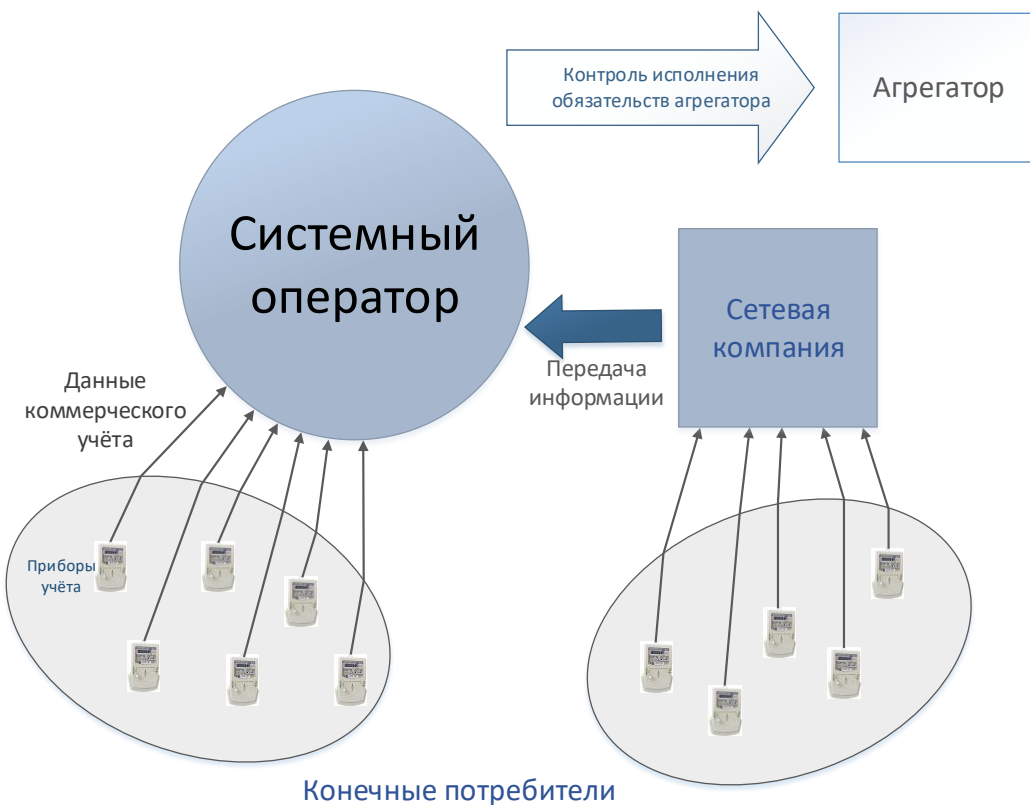 Контроль исполнения
обязательств агрегатора
Агрегатор
Системный
оператор
Сетевая
компания
Передача
информации
Данные
коммерческого
учёта
Приборы
учёта
Конечные потребители